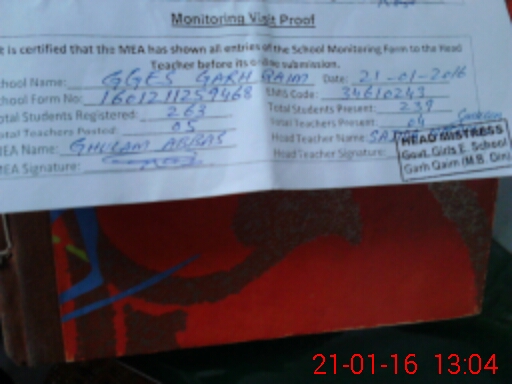 Monitoring Visit Proof
It is certified that the MEA has shown all entries of the School Monitoring Form to the Head
Teacher before its online submission.
School Name: GGES GARH QAIM Date: 21-01-2016
School Form No: 1601211259468 EMIS Code: 34610243
Total Students Registered: 263 Total Students Present: 239
Total Teachers Posted: 05 Total Teachers Present: 04
MEA Name: GHULAM ABBAS Head Teacher Name:
MEA Signature: Head Teacher Signature:
HEAD MISTRESS
Govt. Girls E. School
Garh Qaim (M.B. Din)
21-01-16 13:04